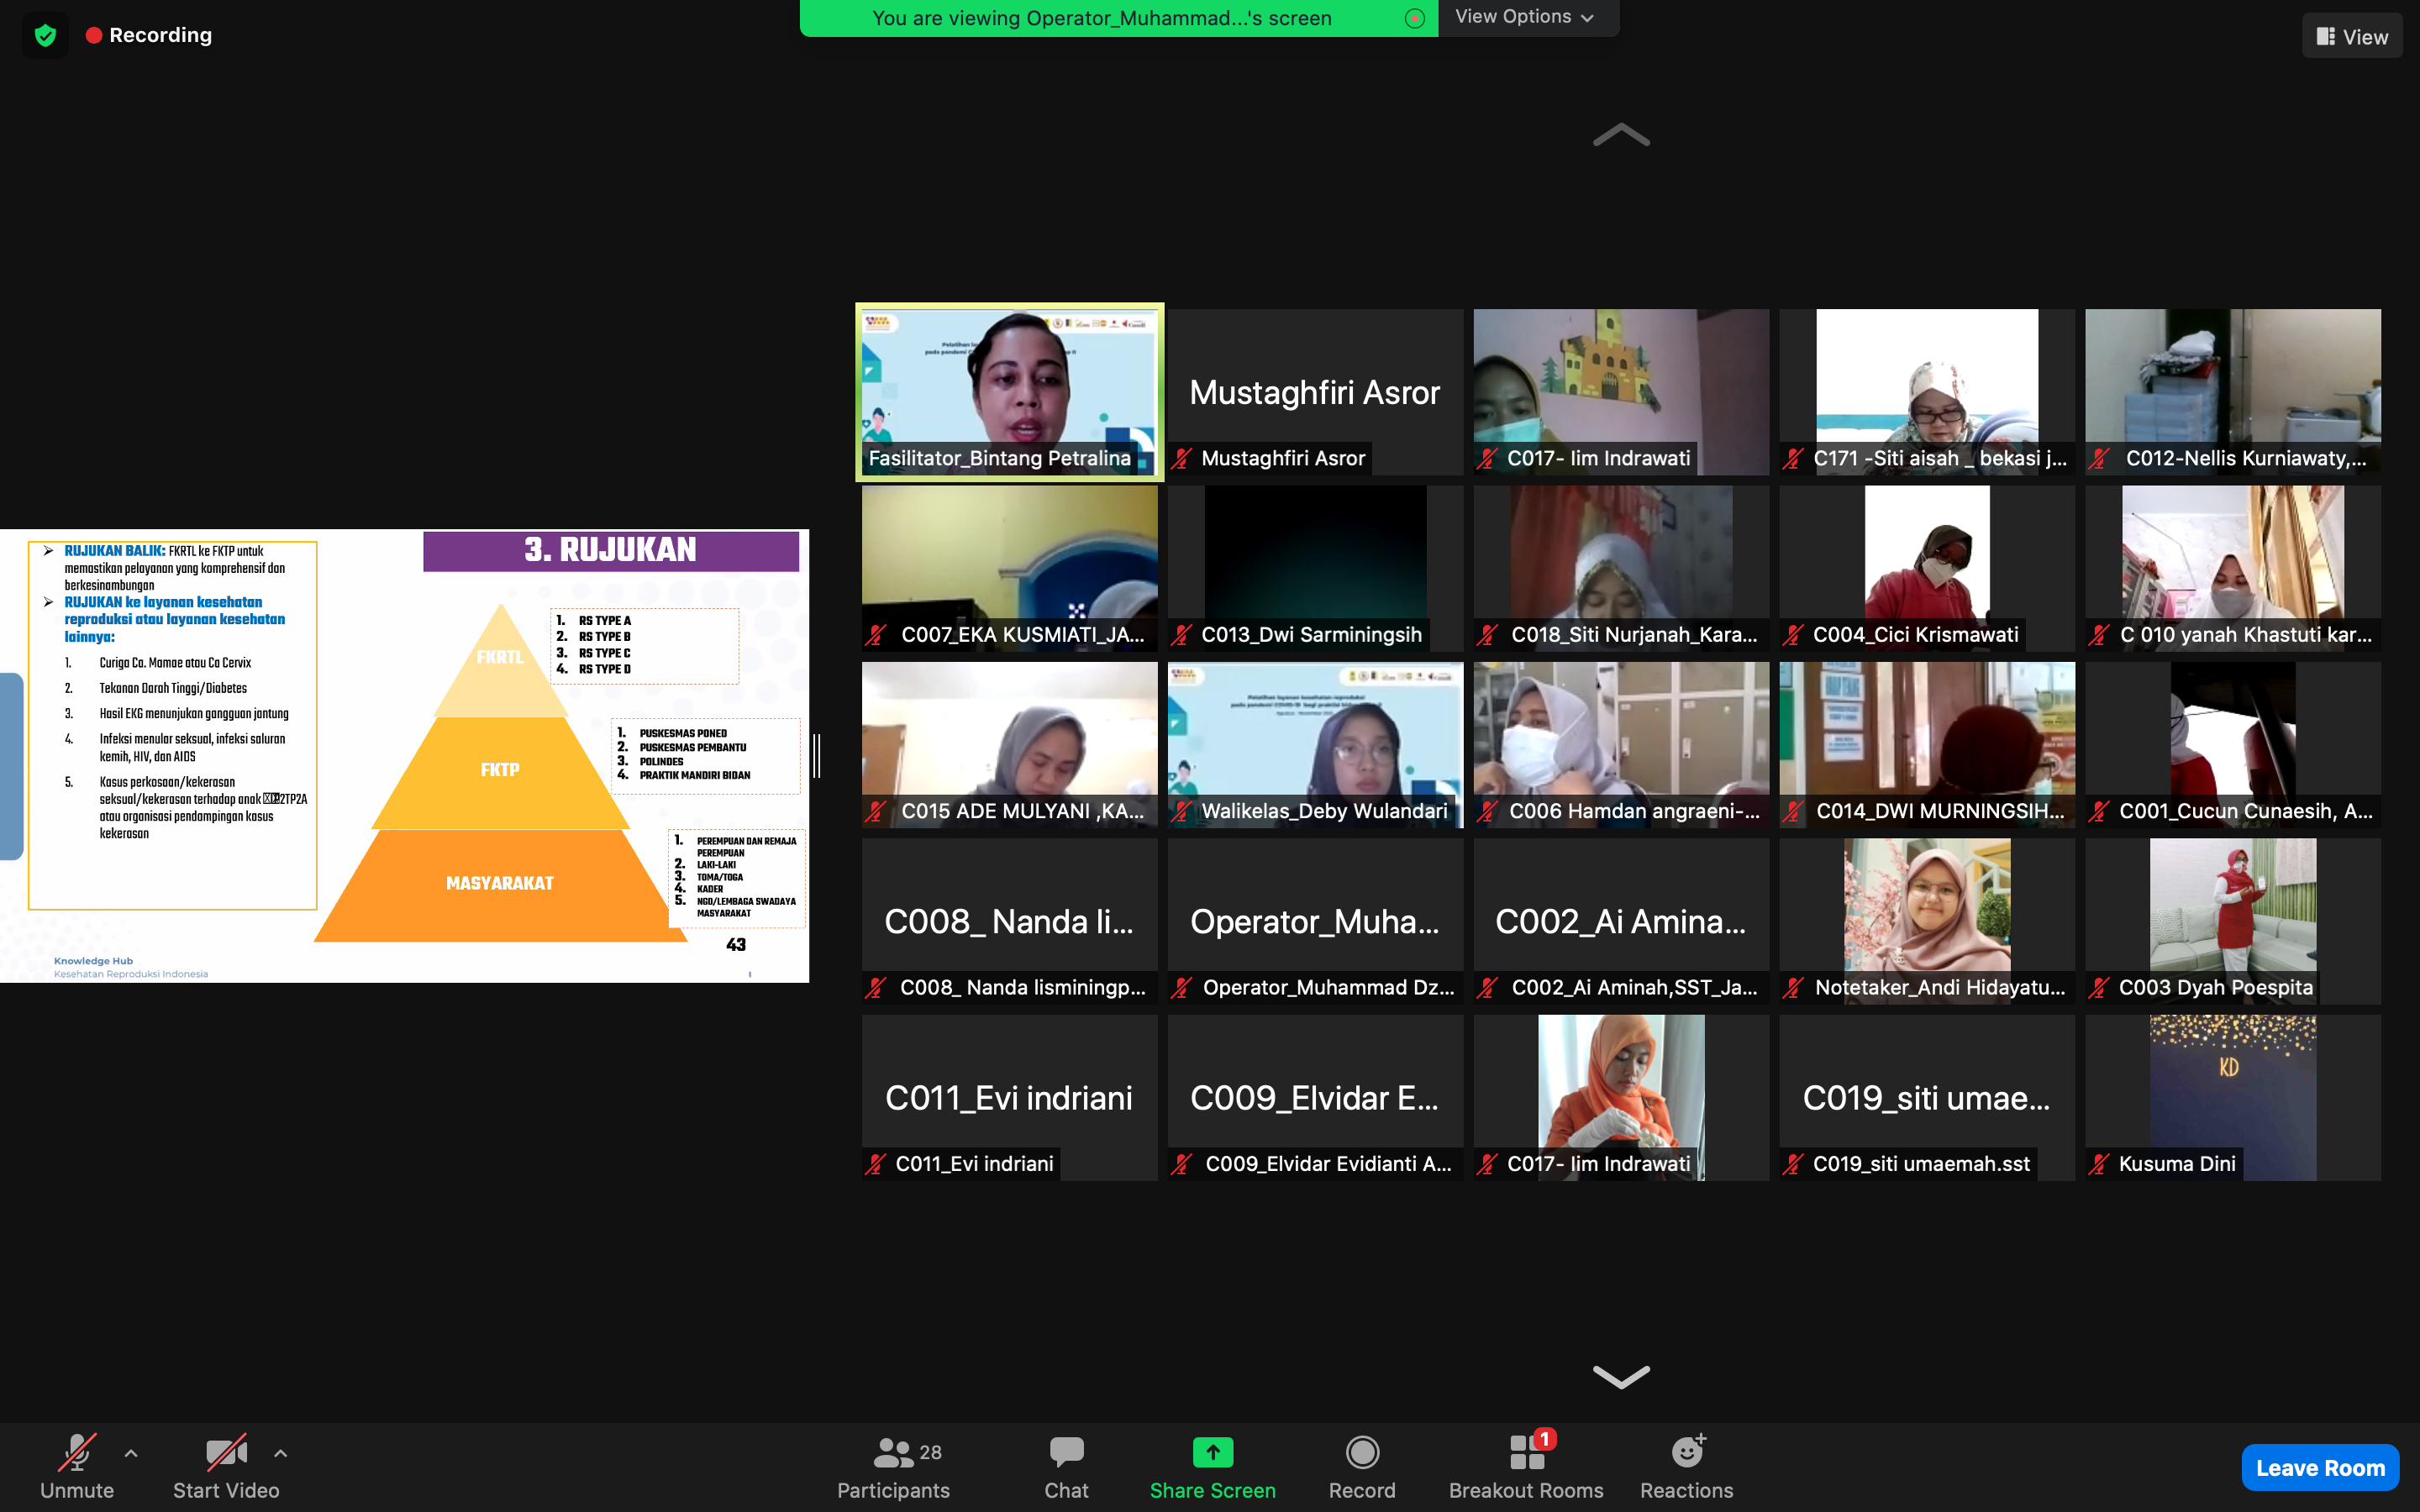 Recording
You are viewing Operator_Muhammad...'s screen
View Options
View
RUJUKAN BALIK: FKRTL ke FKTP untuk
memastikan pelayanan yang komprehensif dan
berkesinambungan
RUJUKAN ke layanan kesehatan
reproduksi atau layanan kesehatan
lainnya:
1. Curiga Ca. Mamae atau Ca Cervix
2. Tekanan Darah Tinggi/Diabetes
3. Hasil EKG menunjukan gangguan jantung
4. Infeksi menular seksual, infeksi saluran
kemih, HIV, dan AIDS
5. Kasus perkosaan/kekerasan
seksual/kekerasan terhadap anak
atau organisasi pendampingan kasus
kekerasan
3. RUJUKAN
FKRTL
1. RS TYPE A
2. RS TYPE B
3. RS TYPE C
4. RS TYPE D
FKTP
1. PUSKESMAS PONED
2. PUSKESMAS PEMBANTU
3. POLINDES
4. PRAKTIK MANDIRI BIDAN
MASYARAKAT
1. PEREMPUAN DAN REMAJA
PEREMPUAN
2. LAKI-LAKI
3. TOMA/TOGA
4. KADER
5. NGO/LEMBAGA SWADAYA
MASYARAKAT
43
Knowledge Hub
Kesehatan Reproduksi Indonesia
Fasilitator_Bintang Petralina
Mustaghfiri Asror
Mustaghfiri Asror
C017- Iim Indrawati
C171 -Siti aisah _ bekasi j...
C012-Nellis Kurniawaty,...
C007_EKA KUSMIATI_JA...
C013_Dwi Sarminingsih
C018_Siti Nurjanah_Kara...
C004_Cici Krismawati
C 010 yanah Khastuti kar...
C015 ADE MULYANI ,KA...
Pelatihan layanan kesehatan reproduksi
pada pandemi COVID-19 bagi praktisi
Walikelas_Deby Wulandari
C006 Hamdan angraeni-...
C014_DWI MURNINGSIH...
C001_Cucun Cunaesih, A...
C008_ Nanda li...
C008_ Nanda lisminingp...
Operator_Muha...
Operator_Muhammad Dz...
C002_Ai Amina...
C002_Ai Aminah,SST_Ja...
Notetaker_Andi Hidayatu...
C003 Dyah Poespita
C011_Evi indriani
C011_Evi indriani
C009_Elvidar E...
C009_Elvidar Evidianti A...
C017- Iim Indrawati
C019_siti umae...
C019_siti umaemah.sst
KD
Kusuma Dini
Unmute
Start Video
28
Participants
Chat
Share Screen
Record
1
Breakout Rooms
Reactions
Leave Room